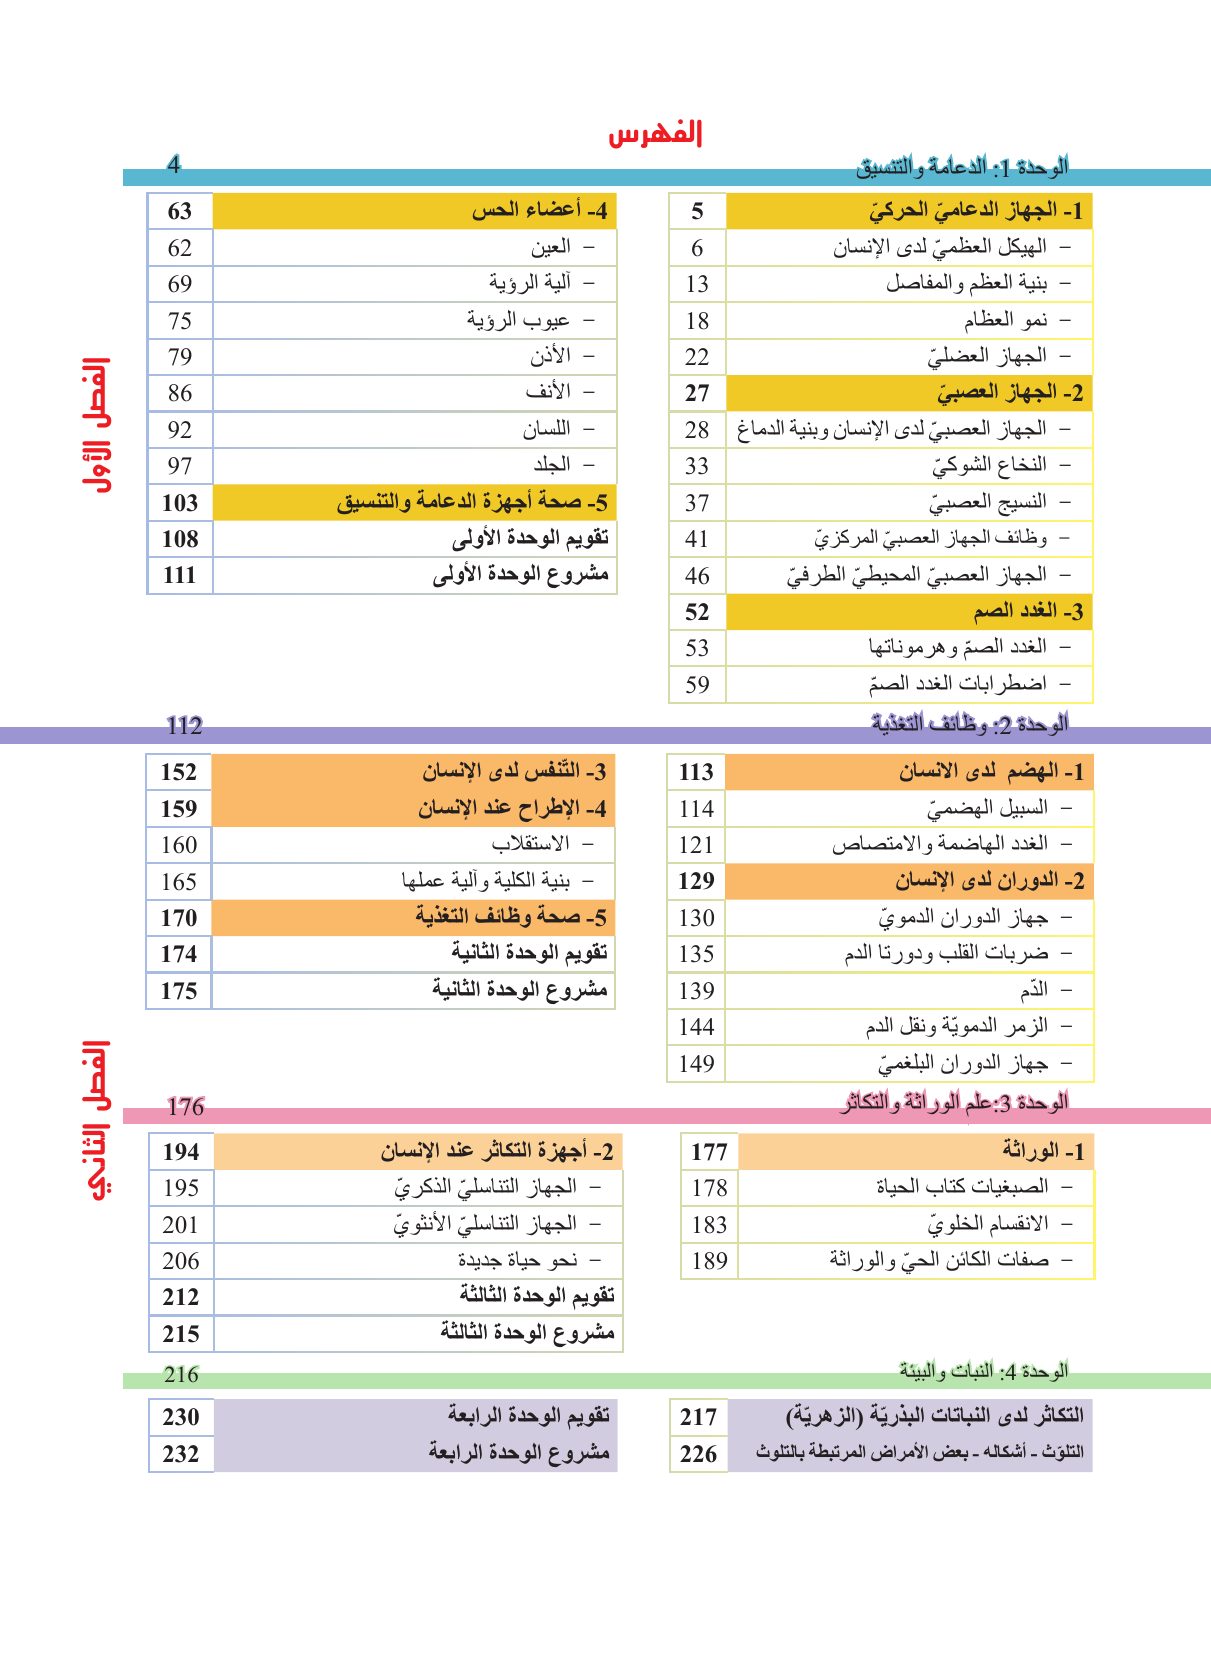 الفهرس
الوحدة 1: الدعامة والتنسيق 4
1- الجهاز الدعاميّ الحركيّ 5
- الهيكل العظميّ لدى الإنسان 6
- بنية العظم والمفاصل 13
- نمو العظام 18
- الجهاز العضليّ 22
2- الجهاز العصبيّ 27
- الجهاز العصبيّ لدى الإنسان وبنية الدماغ 28
- النخاع الشوكيّ 33
- النسيج العصبيّ 37
- وظائف الجهاز العصبيّ المركزيّ 41
- الجهاز العصبيّ المحيطيّ الطرفيّ 46
3- الغدد الصم 52
- الغدد الصمّ وهرموناتها 53
- اضطرابات الغدد الصمّ 59
4- أعضاء الحس 63
- العين 62
- آلية الرؤية 69
- عيوب الرؤية 75
- الأذن 79
- الأنف 86
- اللسان 92
- الجلد 97
5- صحة أجهزة الدعامة والتنسيق 103
تقويم الوحدة الأولى 108
مشروع الوحدة الأولى 111
الفصل الأول
الوحدة 2: وظائف التغذية 112
1- الهضم لدى الانسان 113
- السبيل الهضميّ 114
- الغدد الهاضمة والامتصاص 121
2- الدوران لدى الإنسان 129
- جهاز الدوران الدمويّ 130
- ضربات القلب ودورتا الدم 135
- الدّم 139
- الزمر الدمويّة ونقل الدم 144
- جهاز الدوران البلغميّ 149
3- التّنفس لدى الإنسان 152
4- الإطراح عند الإنسان 159
- الاستقلاب 160
- بنية الكلية وآلية عملها 165
5- صحة وظائف التغذية 170
تقويم الوحدة الثانية 174
مشروع الوحدة الثانية 175
الفصل الثاني
الوحدة 3:علم الوراثة والتكاثر 176
1- الوراثة 177
- الصبغيات كتاب الحياة 178
- الانقسام الخلويّ 183
- صفات الكائن الحيّ والوراثة 189
2- أجهزة التكاثر عند الإنسان 194
- الجهاز التناسليّ الذكريّ 195
- الجهاز التناسليّ الأنثويّ 201
- نحو حياة جديدة 206
تقويم الوحدة الثالثة 212
مشروع الوحدة الثالثة 215
الوحدة 4: النبات والبيئة 216
التكاثر لدى النباتات البذريّة (الزهريّة) 217
التلوّث - أشكاله - بعض الأمراض المرتبطة بالتلوث 226
تقويم الوحدة الرابعة 230
مشروع الوحدة الرابعة 232